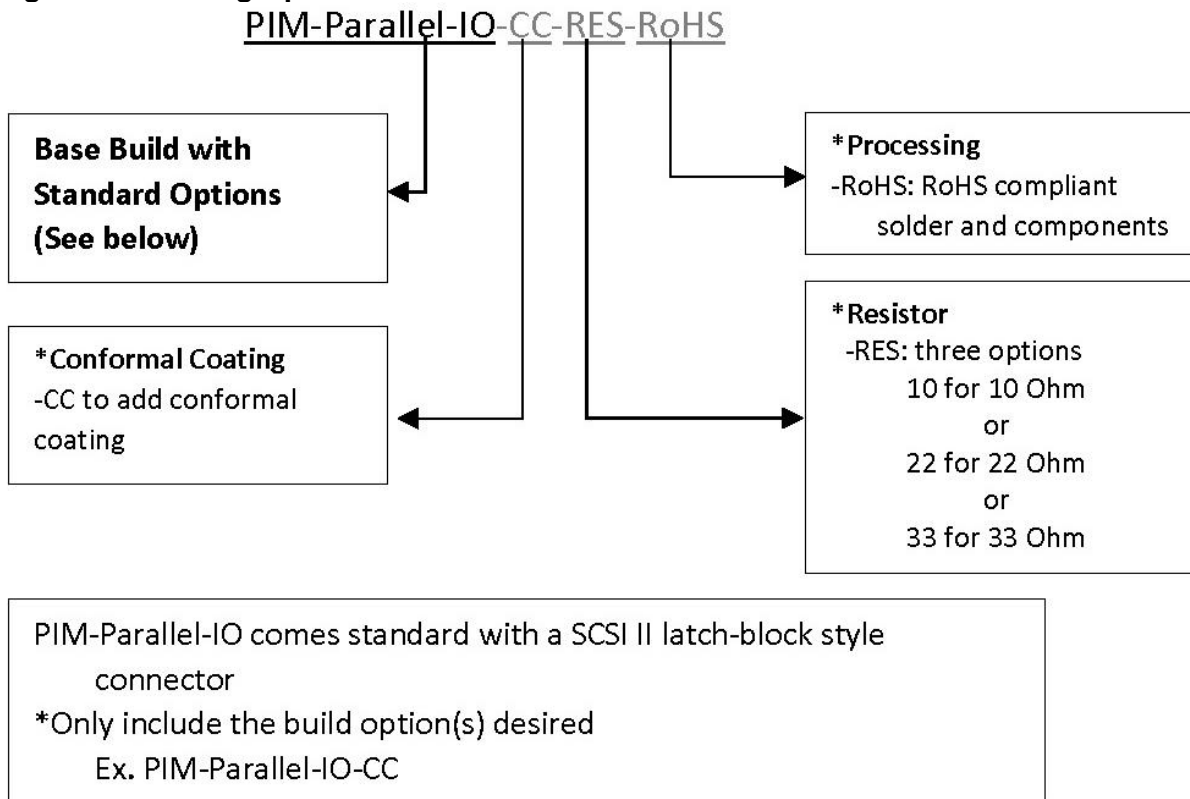 PIM-Parallel-IO-CC-RES-RoHS
Base Build with
Standard Options
(See below)
*Conformal Coating
-CC to add conformal
coating
*Processing
-RoHS: RoHS compliant
solder and components
*Resistor
-RES: three options
10 for 10 Ohm
or
22 for 22 Ohm
or
33 for 33 Ohm
PIM-Parallel-IO comes standard with a SCSI II latch-block style
connector
*Only include the build option(s) desired
Ex. PIM-Parallel-IO-CC